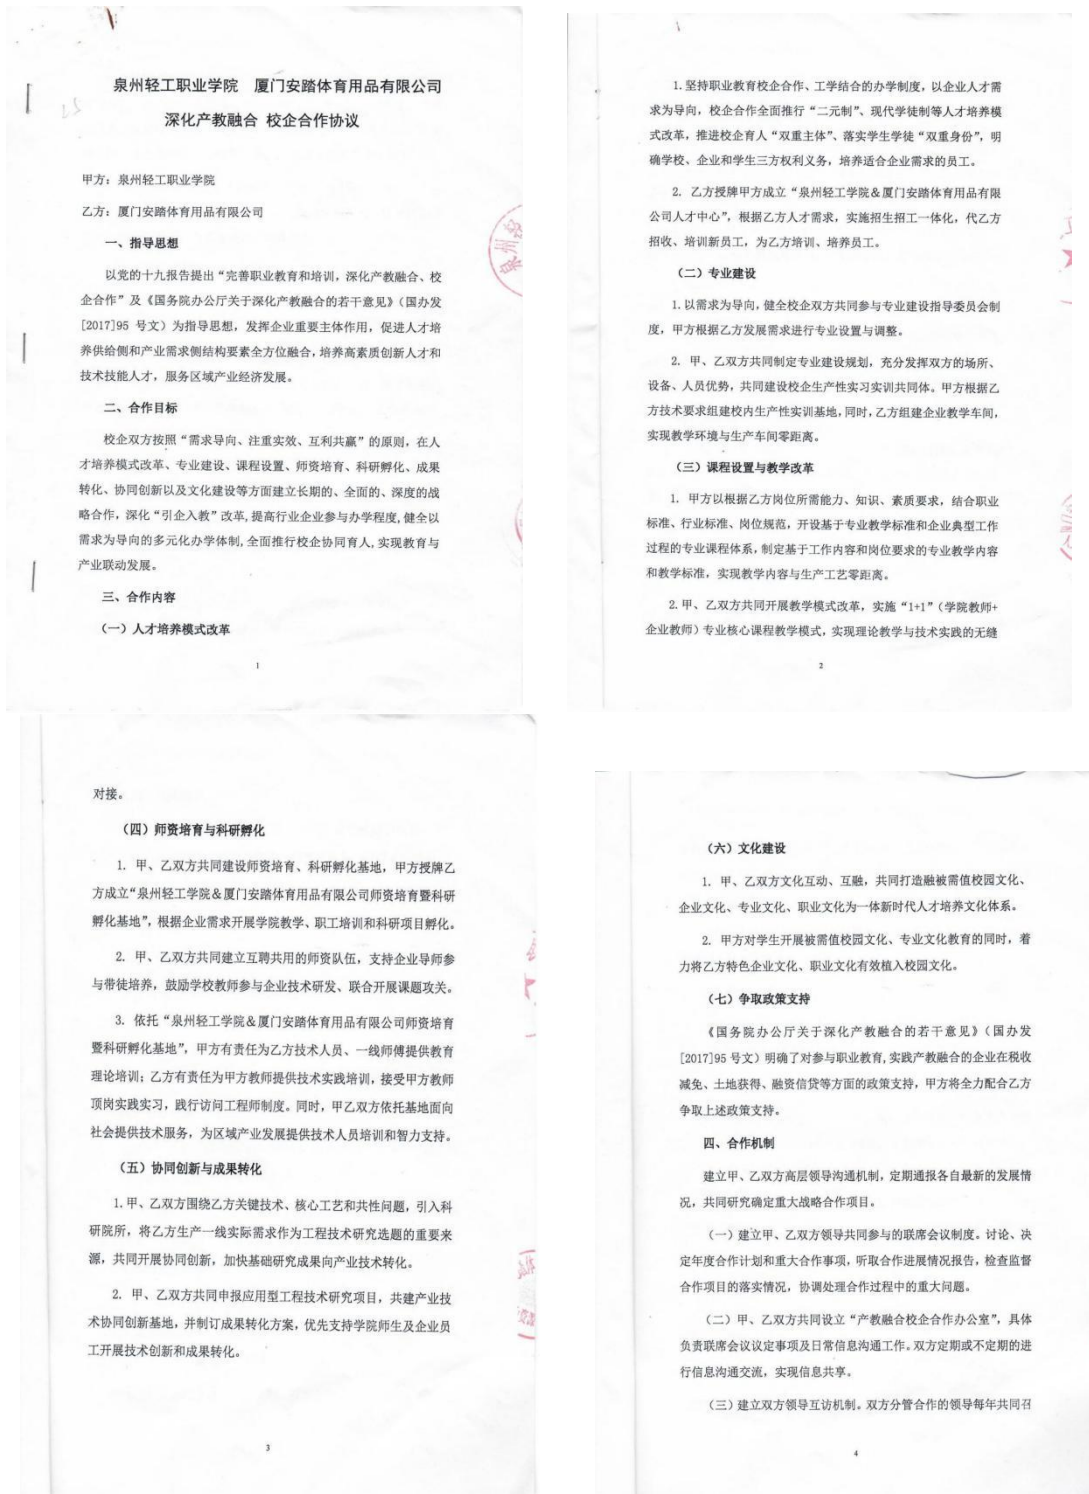 泉州轻工职业学院 厦门安踏体育用品有限公司
深化产教融合 校企合作协议
甲方：泉州轻工职业学院
乙方：厦门安踏体育用品有限公司
一、指导思想
以党的十九报告提出“完善职业教育和培训，深化产教融合、校
企合作”及《国务院办公厅关于深化产教融合的若干意见》（国办发
[2017]95 号文）为指导思想，发挥企业重要主体作用，促进人才培
养供给侧和产业需求侧结构要素全方位融合，培养高素质创新人才和
技术技能人才，服务区域产业经济发展。
二、合作目标
校企双方按照“需求导向、注重实效、互利共赢”的原则，在人
才培养模式改革、专业建设、课程设置、师资培育、科研孵化、成果
转化、协同创新以及文化建设等方面建立长期的、全面的、深度的战
略合作，深化“引企入教”改革，提高行业企业参与办学程度，健全以
需求为导向的多元化办学体制，全面推行校企协同育人，实现教育与
产业联动发展。
三、合作内容
（一）人才培养模式改革
1
1.坚持职业教育校企合作、工学结合的办学制度，以企业人才需
求为导向，校企合作全面推行“二元制”、现代学徒制等人才培养模
式改革，推进校企育人“双重主体”、落实学生学徒“双重身份”，明
确学校、企业和学生三方权利义务，培养适合企业需求的员工。
2. 乙方授牌甲方成立“泉州轻工学院&厦门安踏体育用品有限
公司人才中心”，根据乙方人才需求，实施招生招工一体化，代乙方
招收、培训新员工，为乙方培训、培养员工。
（二）专业建设
1.以需求为导向，健全校企双方共同参与专业建设指导委员会制
度，甲方根据乙方发展需求进行专业设置与调整。
2. 甲、乙双方共同制定专业建设规划，充分发挥双方的场所、
设备、人员优势，共同建设校企生产性实习实训共同体。甲方根据乙
方技术要求组建校内生产性实训基地，同时，乙方组建企业教学车间，
实现教学环境与生产车间零距离。
（三）课程设置与教学改革
1. 甲方以根据乙方岗位所需能力、知识、素质要求，结合职业
标准、行业标准、岗位规范，开设基于专业教学标准和企业典型工作
过程的专业课程体系，制定基于工作内容和岗位要求的专业教学内容
和教学标准，实现教学内容与生产工艺零距离。
2.甲、乙双方共同开展教学模式改革，实施“1+1”（学院教师+
企业教师）专业核心课程教学模式，实现理论教学与技术实践的无缝
2
对接。
（四）师资培育与科研孵化
1. 甲、乙双方共同建设师资培育、科研孵化基地，甲方授牌乙
方成立“泉州轻工学院&厦门安踏体育用品有限公司师资培育暨科研
孵化基地”，根据企业需求开展学院教学、职工培训和科研项目孵化。
2. 甲、乙双方共同建立互聘共用的师资队伍，支持企业导师参
与带徒培养，鼓励学校教师参与企业技术研发、联合开展课题攻关。
3. 依托“泉州轻工学院&厦门安踏体育用品有限公司师资培育
暨科研孵化基地”，甲方有责任为乙方技术人员、一线师傅提供教育
理论培训；乙方有责任为甲方教师提供技术实践培训，接受甲方教师
顶岗实践实习，践行访问工程师制度。同时，甲乙双方依托基地面向
社会提供技术服务，为区域产业发展提供技术人员培训和智力支持。
（五）协同创新与成果转化
1.甲、乙双方围绕乙方关键技术、核心工艺和共性问题，引入科
研院所，将乙方生产一线实际需求作为工程技术研究选题的重要来
源，共同开展协同创新，加快基础研究成果向产业技术转化。
2. 甲、乙双方共同申报应用型工程技术研究项目，共建产业技
术协同创新基地，并制订成果转化方案，优先支持学院师生及企业员
工开展技术创新和成果转化。
3
（六）文化建设
1. 甲、乙双方文化互动、互融，共同打造融被需值校园文化、
企业文化、专业文化、职业文化为一体新时代人才培养文化体系。
2. 甲方对学生开展被需值校园文化、专业文化教育的同时，着
力将乙方特色企业文化、职业文化有效植入校园文化。
（七）争取政策支持
《国务院办公厅关于深化产教融合的若干意见》（国办发
[2017]95 号文）明确了对参与职业教育，实践产教融合的企业在税收
减免、土地获得、融资信贷等方面的政策支持，甲方将全力配合乙方
争取上述政策支持。
四、合作机制
建立甲、乙双方高层领导沟通机制，定期通报各自最新的发展情
况，共同研究确定重大战略合作项目。
（一）建立甲、乙双方领导共同参与的联席会议制度。讨论、决
定年度合作计划和重大合作事项，听取合作进展情况报告，检查监督
合作项目的落实情况，协调处理合作过程中的重大问题。
（二）甲、乙双方共同设立“产教融合校企合作办公室”，具体
负责联席会议议定事项及日常信息沟通工作。双方定期或不定期的进
行信息沟通交流，实现信息共享。
（三）建立双方领导互访机制。双方分管合作的领导每年共同召
4